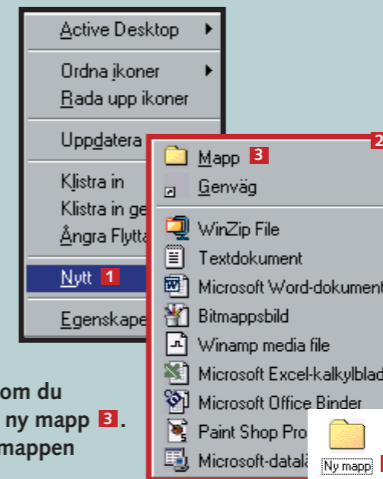 Active Desktop
Ordna ikoner
Rada upp ikoner
Uppdatera
Klistra in
Klistra in ge
Ångra Flytta
Nytt 1
Egenskape
2
Mapp 3
Genväg
WinZip File
Textdokument
Microsoft Word-dokument
Bitmappsbild
Winamp media file
Microsoft Excel-kalkylblad
Microsoft Office Binder
Paint Shop Pro
Microsoft-datalä
Ny mapp
om du
ny mapp 3.
mappen